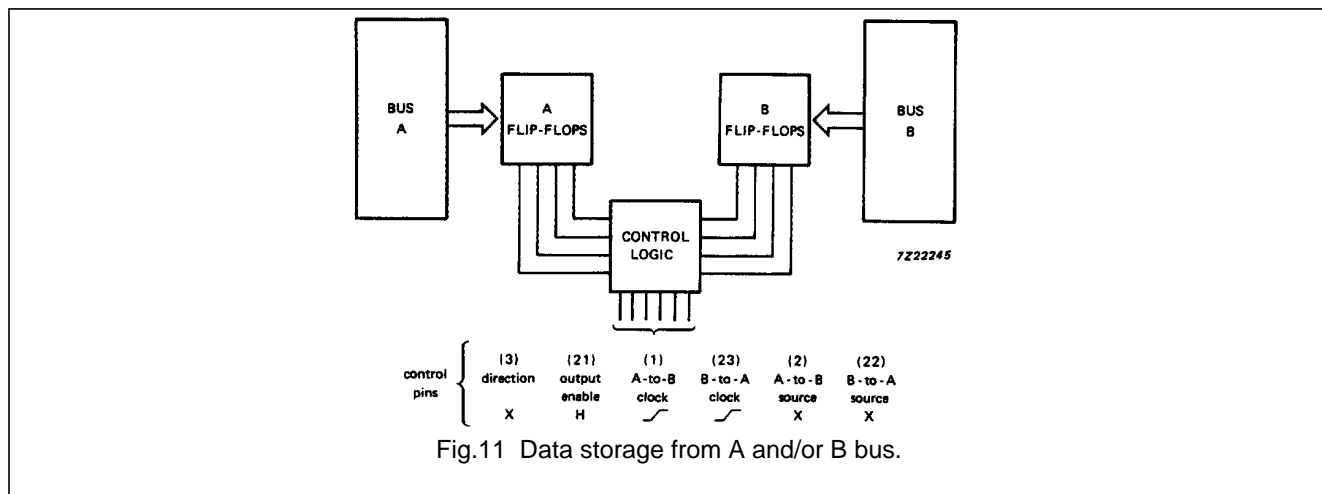 BUS
A
A
FLIP-FLOPS
B
FLIP-FLOPS
BUS
B
CONTROL
LOGIC
7Z22245
control
pins
(3)
direction
X
(21)
output
enable
H
(1)
A-to-B
clock
(23)
B-to-A
clock
(2)
A-to-B
source
X
(22)
B-to-A
source
X
Fig.11 Data storage from A and/or B bus.